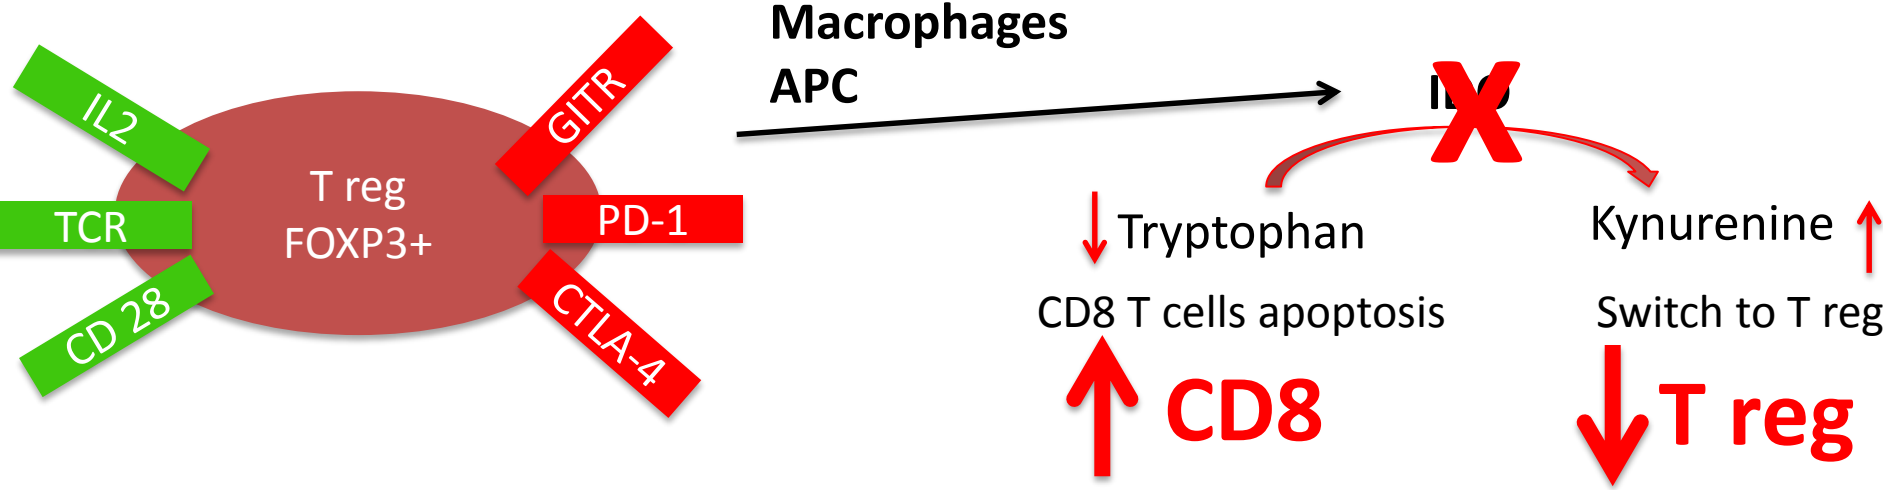 Macrophages
APC
IL2
TCR
CD 28
T reg
FOXP3+
GITR
PD-1
CTLA-4
X
Tryptophan
Kynurenine
CD8 T cells apoptosis
Switch to T reg
CD8
T reg